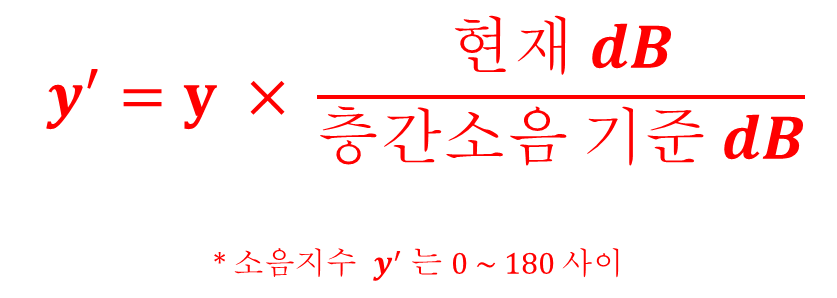 y′ = y × 현재 dB / 층간소음 기준 dB
* 소음지수 y′ 는 0 ~ 180 사이